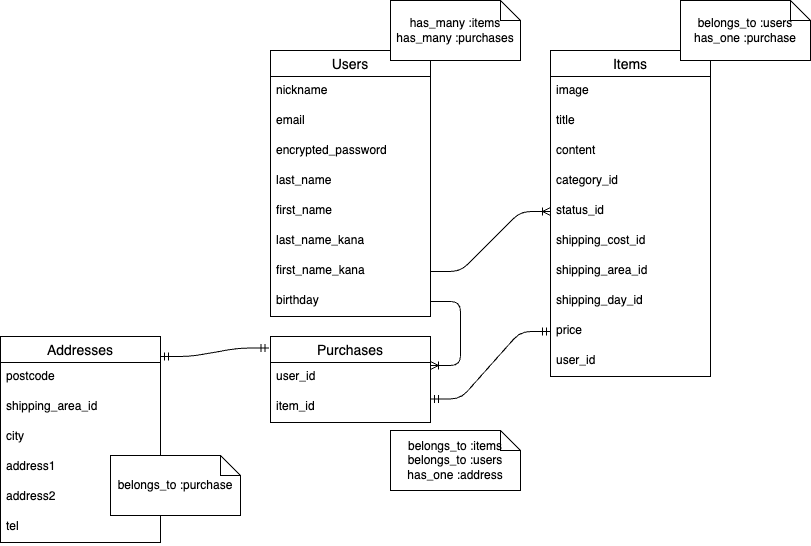 has_many :items
has_many :purchases
Users
nickname
email
encrypted_password
last_name
first_name
last_name_kana
first_name_kana
birthday
belongs_to :users
has_one :purchase
Items
image
title
content
category_id
status_id
shipping_cost_id
shipping_area_id
shipping_day_id
price
user_id
Addresses
postcode
shipping_area_id
city
address1
address2
tel
belongs_to :purchase
Purchases
user_id
item_id
belongs_to :items
belongs_to :users
has_one :address